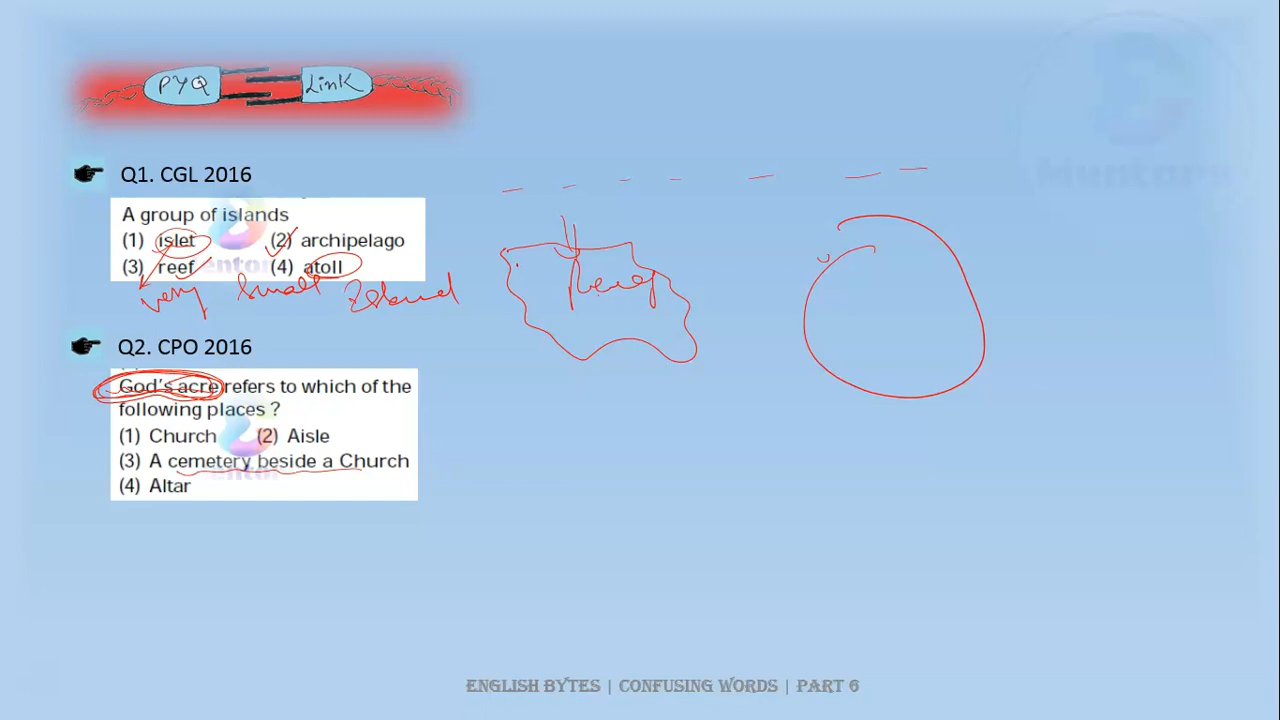 PYQ Link
Q1. CGL 2016
A group of islands
(1) islet (2) archipelago
(3) reef (4) atoll
very small Island
Q2. CPO 2016
God's acre refers to which of the
following places ?
(1) Church (2) Aisle
(3) A cemetery beside a Church
(4) Altar
Mentors
ENGLISH BYTES | CONFUSING WORDS | PART 6